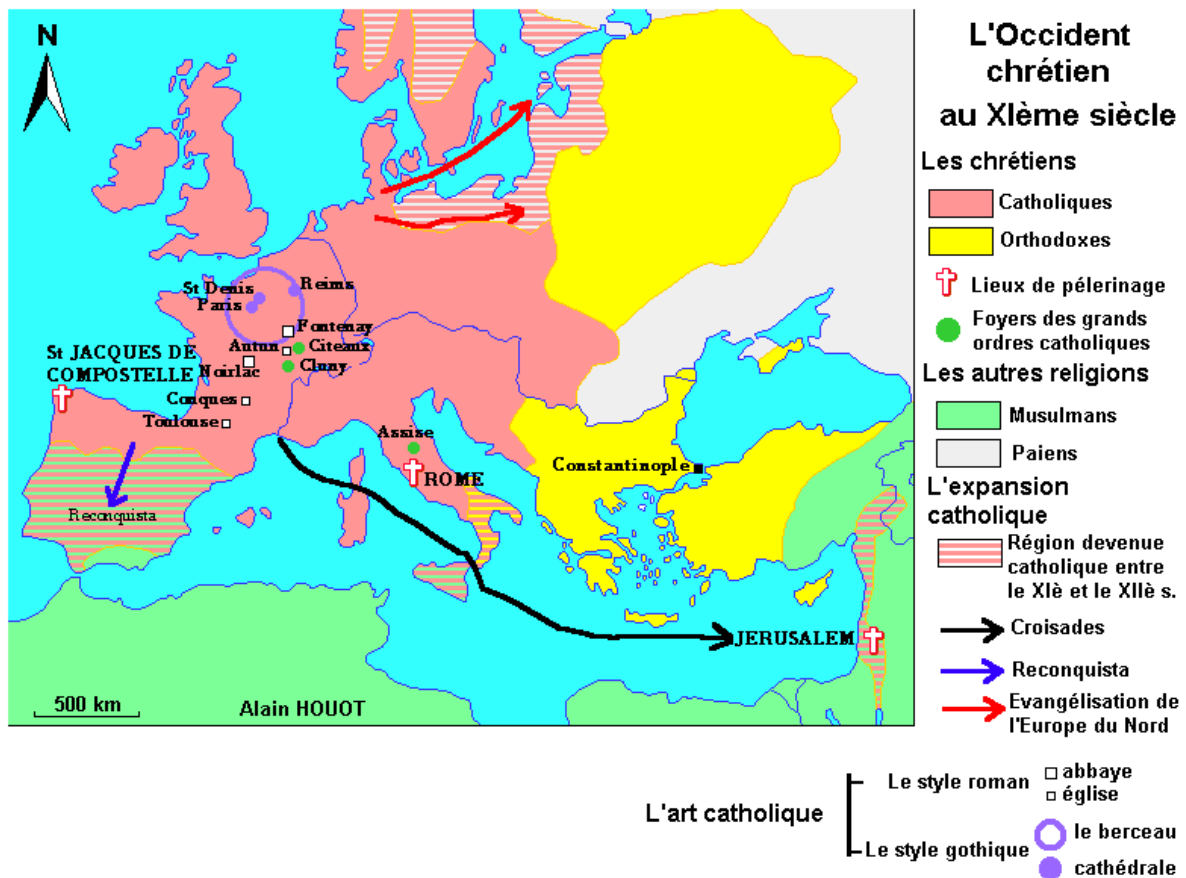 N
L'Occident
chrétien
au XIème siècle
Les chrétiens
Catholiques
Orthodoxes
Lieux de pélerinage
Foyers des grands
ordres catholiques
Les autres religions
Musulmans
Paiens
L'expansion
catholique
Région devenue
catholique entre
le XIè et le XIIè s.
Croisades
Reconquista
Evangélisation de
l'Europe du Nord
St Denis
Reims
Paris
Fontenay
Autun
Citeaux
St JACQUES DE
COMPOSTELLE
Noirlac
Cluny
Conques
Toulouse
Assise
ROME
Constantinople
Reconquista
JERUSALEM
500 km
Alain HOUOT
L'art catholique
Le style roman
abbaye
église
Le style gothique
le berceau
cathédrale